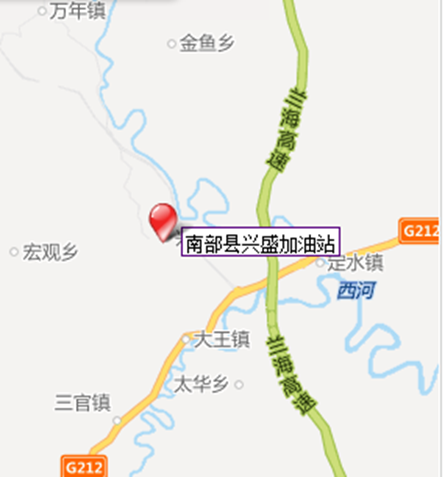 万年镇
金鱼乡
兰海高速
南部县兴盛加油站
G212
宏观乡
定水镇
西河
大王镇
兰海高速
太华乡
三官镇
G212